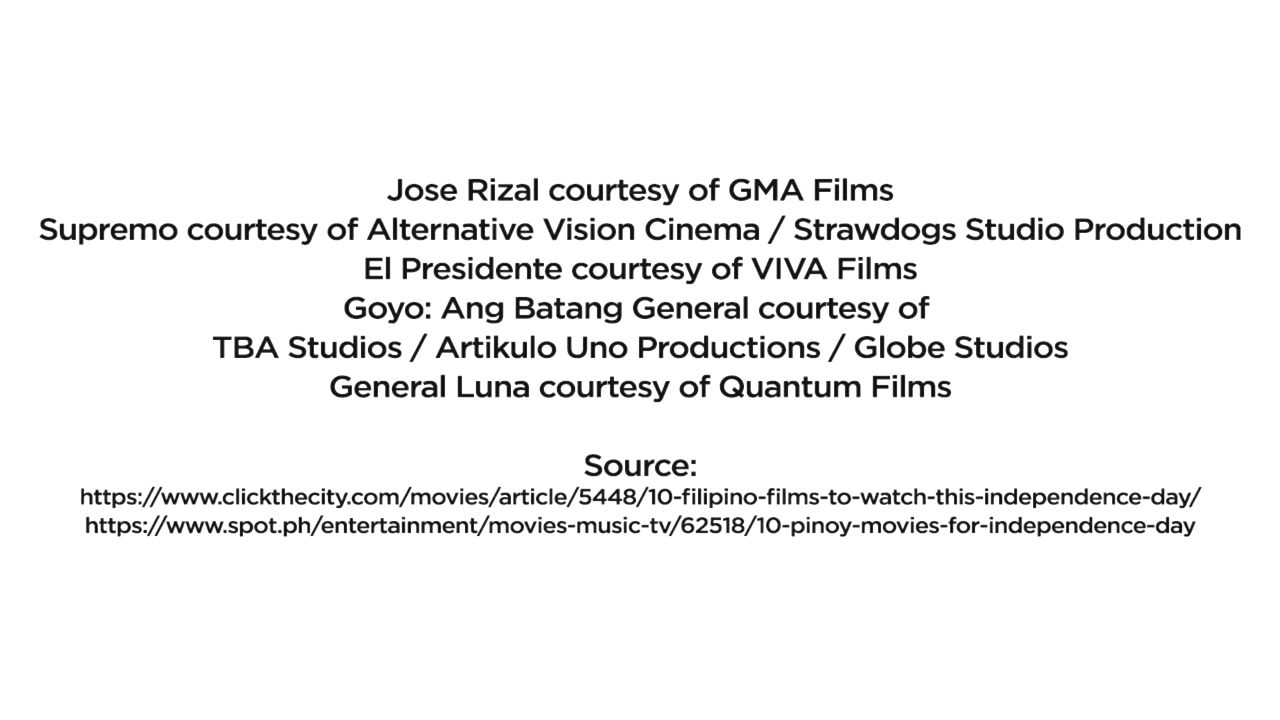 Jose Rizal courtesy of GMA Films
Supremo courtesy of Alternative Vision Cinema / Strawdogs Studio Production
El Presidente courtesy of VIVA Films
Goyo: Ang Batang General courtesy of
TBA Studios / Artikulo Uno Productions / Globe Studios
General Luna courtesy of Quantum Films
Source:
https://www.clickthecity.com/movies/article/5448/10-filipino-films-to-watch-this-independence-day/
https://www.spot.ph/entertainment/movies-music-tv/62518/10-pinoy-movies-for-independence-day